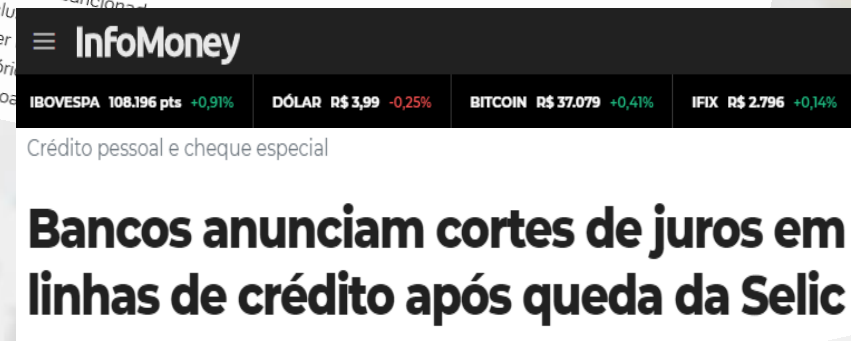 InfoMoney
IBOVESPA 108.196 pts +0,91% DÓLAR R$ 3,99 -0,25% BITCOIN R$ 37.079 +0,41% IFIX R$ 2.796 +0,14%
Crédito pessoal e cheque especial
Bancos anunciam cortes de juros em
linhas de crédito após queda da Selic